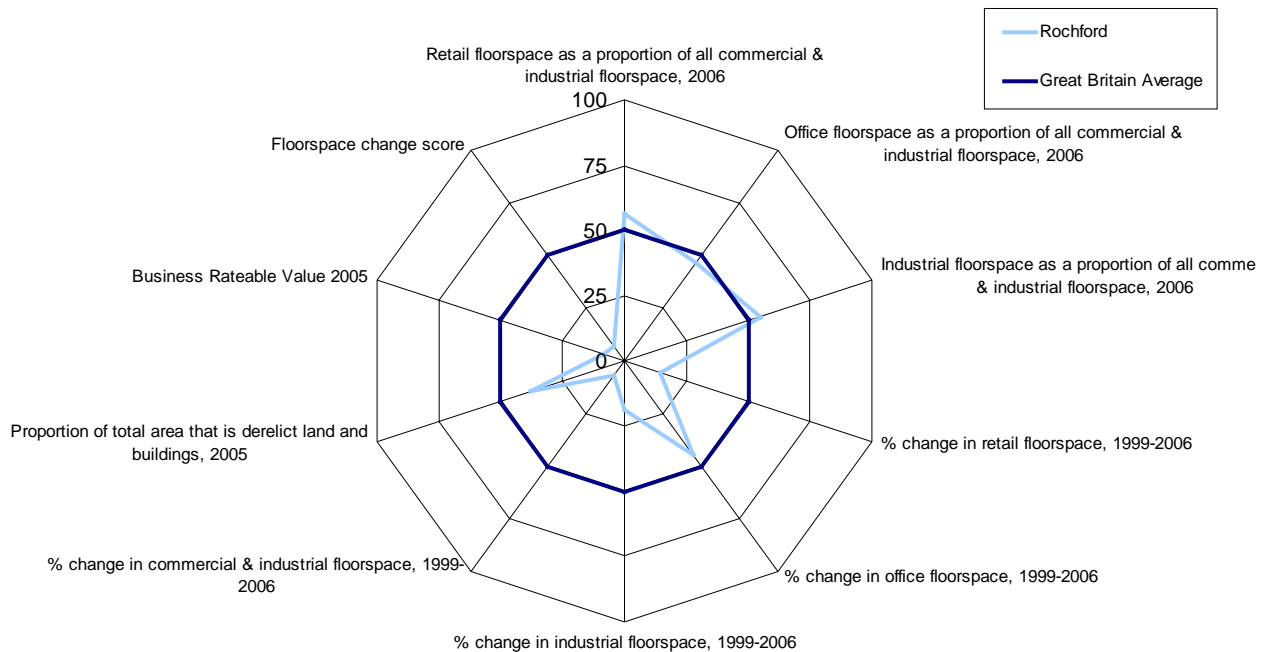 Rochford
Great Britain Average
Retail floorspace as a proportion of all commercial &
industrial floorspace, 2006
100
75
50
25
0
Office floorspace as a proportion of all commercial &
industrial floorspace, 2006
Industrial floorspace as a proportion of all comme
& industrial floorspace, 2006
% change in retail floorspace, 1999-2006
% change in office floorspace, 1999-2006
% change in industrial floorspace, 1999-2006
% change in commercial & industrial floorspace, 1999-
2006
Proportion of total area that is derelict land and
buildings, 2005
Business Rateable Value 2005
Floorspace change score